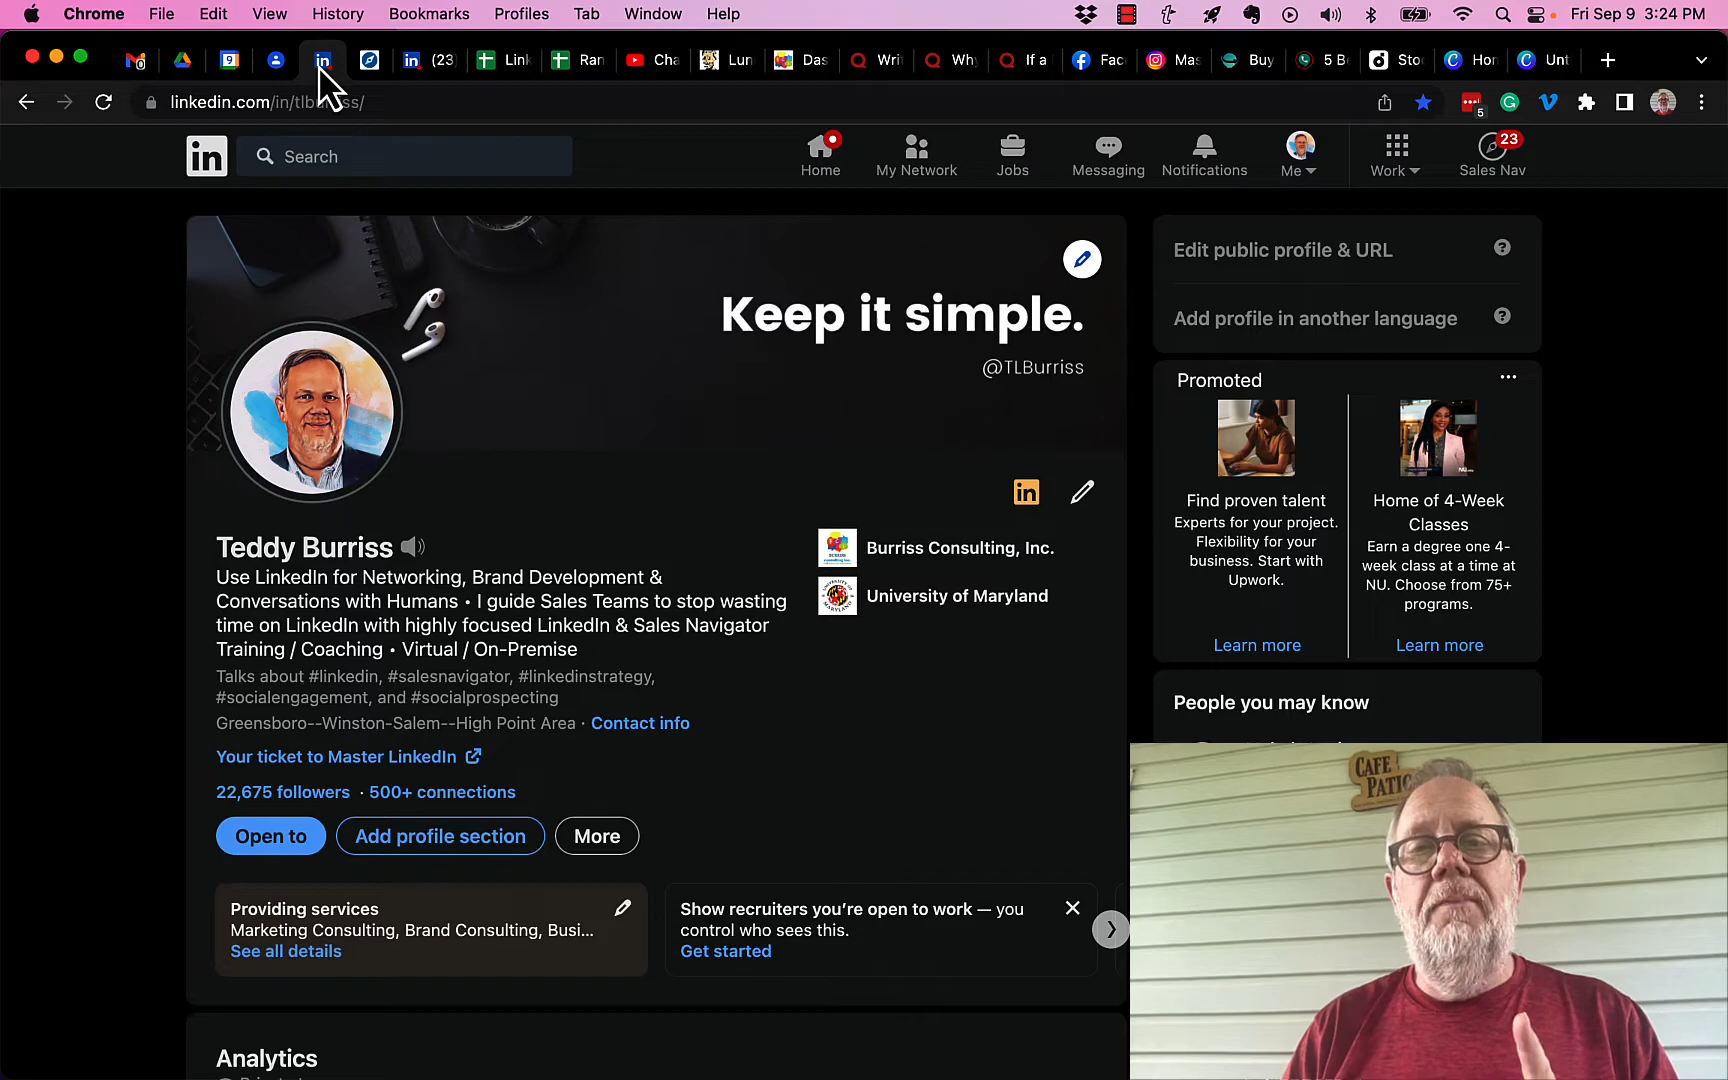 Chrome File Edit View History Bookmarks Profiles Tab Window Help Fri Sep 9 3:24 PM
9 in in (23) Link Ran Cha Lun Das Writ Why If a Face Mas Buy 5 Be Stoc Hor Unt
linkedin.com/in/tlburriss/ 5
in Search Home My Network Jobs Messaging Notifications Me Work 23 Sales Nav
Keep it simple.
@TLBurriss
in
Teddy Burriss
Use LinkedIn for Networking, Brand Development &
Conversations with Humans • I guide Sales Teams to stop wasting
time on LinkedIn with highly focused LinkedIn & Sales Navigator
Training / Coaching • Virtual / On-Premise
Talks about #linkedin, #salesnavigator, #linkedinstrategy,
#socialengagement, and #socialprospecting
Greensboro--Winston-Salem--High Point Area · Contact info
Your ticket to Master LinkedIn
22,675 followers · 500+ connections
Open to Add profile section More
Burriss Consulting, Inc.
University of Maryland
Providing services
Marketing Consulting, Brand Consulting, Busi...
See all details
Show recruiters you're open to work — you
control who sees this.
Get started
Analytics
Edit public profile & URL
Add profile in another language
Promoted
Find proven talent
Experts for your project.
Flexibility for your
business. Start with
Upwork.
Learn more
Home of 4-Week
Classes
Earn a degree one 4-
week class at a time at
NU. Choose from 75+
programs.
Learn more
People you may know
CAFE
PATIO